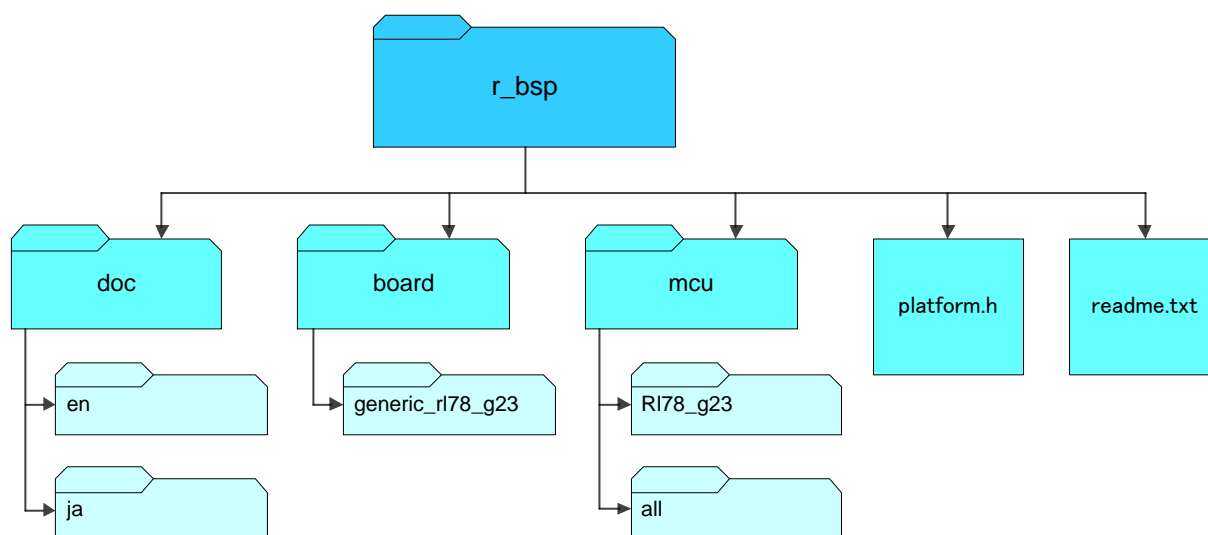 r_bsp
doc
board
mcu
platform.h
readme.txt
en
generic_rl78_g23
Rl78_g23
ja
all